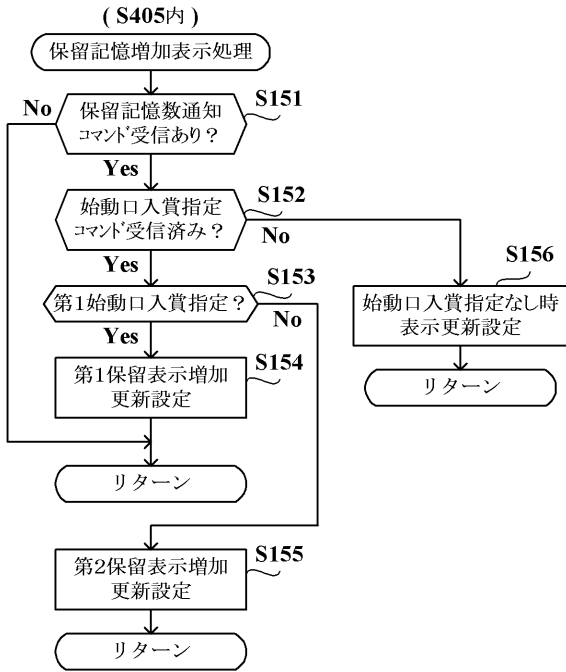 ( S405内 )
保留記憶増加表示処理
No
保留記憶数通知
コマンド受信あり？
S151
Yes
始動口入賞指定
コマンド受信済み？
S152
No
Yes
第1始動口入賞指定？
S153
No
Yes
S156
始動口入賞指定なし時
表示更新設定
リターン
第1保留表示増加
更新設定
S154
リターン
第2保留表示増加
更新設定
S155
リターン